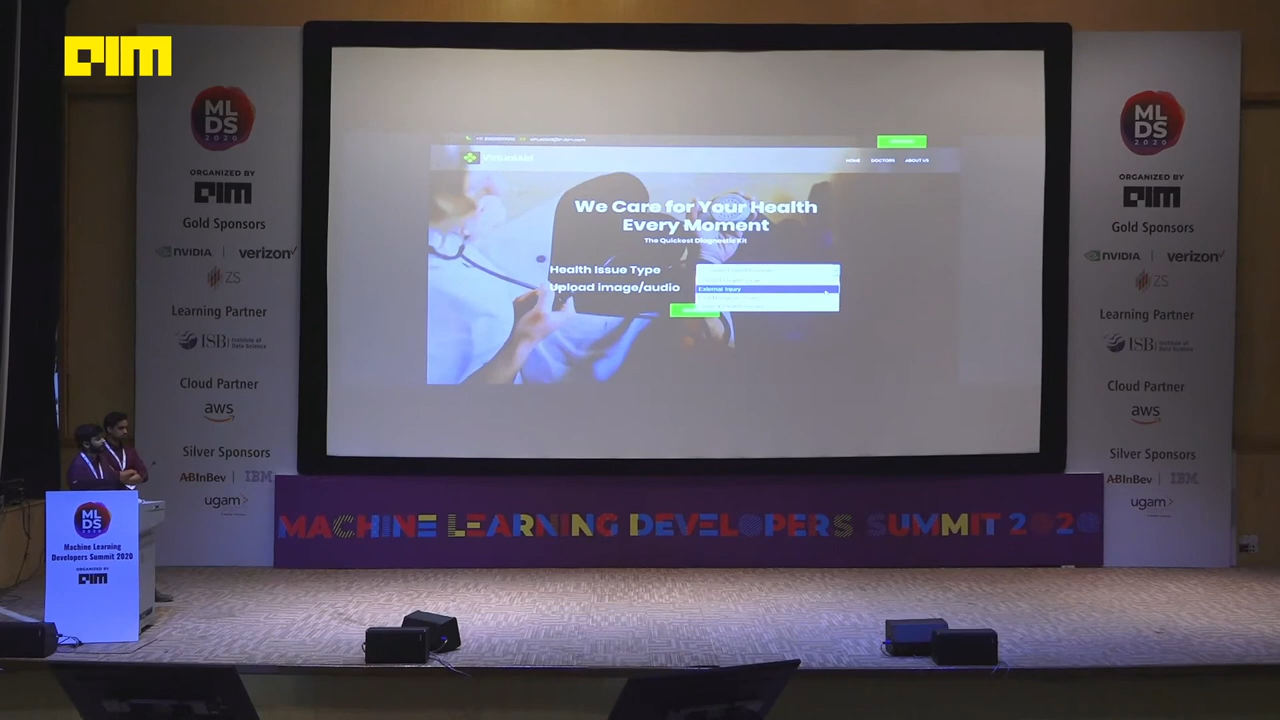 AIM
MLDS
2020
ORGANIZED BY
AIM
Gold Sponsors
NVIDIA
verizon✓
ZS
Learning Partner
ISB Institute of Data Science
Cloud Partner
aws
Silver Sponsors
ABInBev
IBM
ugam
HOME DOCTORS ABOUT US
We Care for Your Health
Every Moment
The Quickest Diagnostic Kit
Health Issue Type
Upload image/audio
External Injury
ML
DS
2020
ORGANIZED BY
AIM
Gold Sponsors
NVIDIA
verizon✓
ZS
Learning Partner
ISB Institute of Data Science
Cloud Partner
aws
Silver Sponsors
ABInBev
IBM
ugam
ML
DS
Machine Learning
Developers Summit 2020
ORGANIZED BY
AIM
MACHINE LEARNING DEVELOPERS SUMMIT 2020